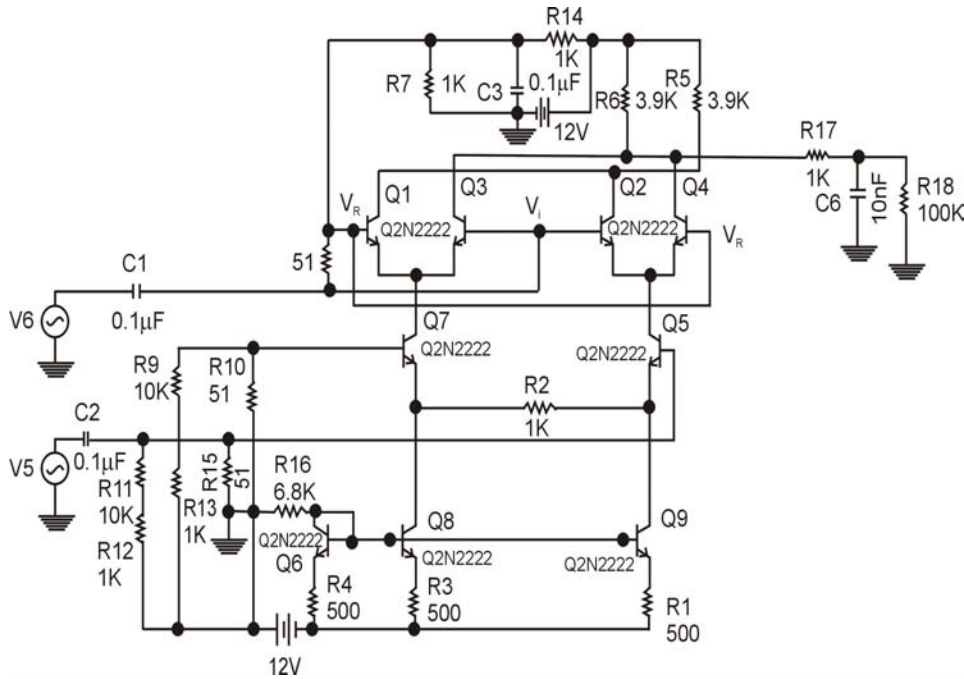 R14
1K
R7
1K
C3
0.1μF
12V
R6
3.9K
R5
3.9K
R17
1K
C6
10nF
R18
100K
Q1
Q3
Q2
Q4
VR
Vi
VR
Q2N2222
Q2N2222
51
C1
0.1μF
V6
Q7
Q2N2222
Q5
Q2N2222
R9
10K
R10
51
R2
1K
C2
0.1μF
V5
R11
10K
R12
1K
R13
1K
R15
51
R16
6.8K
Q2N2222
Q6
Q8
Q2N2222
Q9
Q2N2222
R4
500
R3
500
R1
500
12V